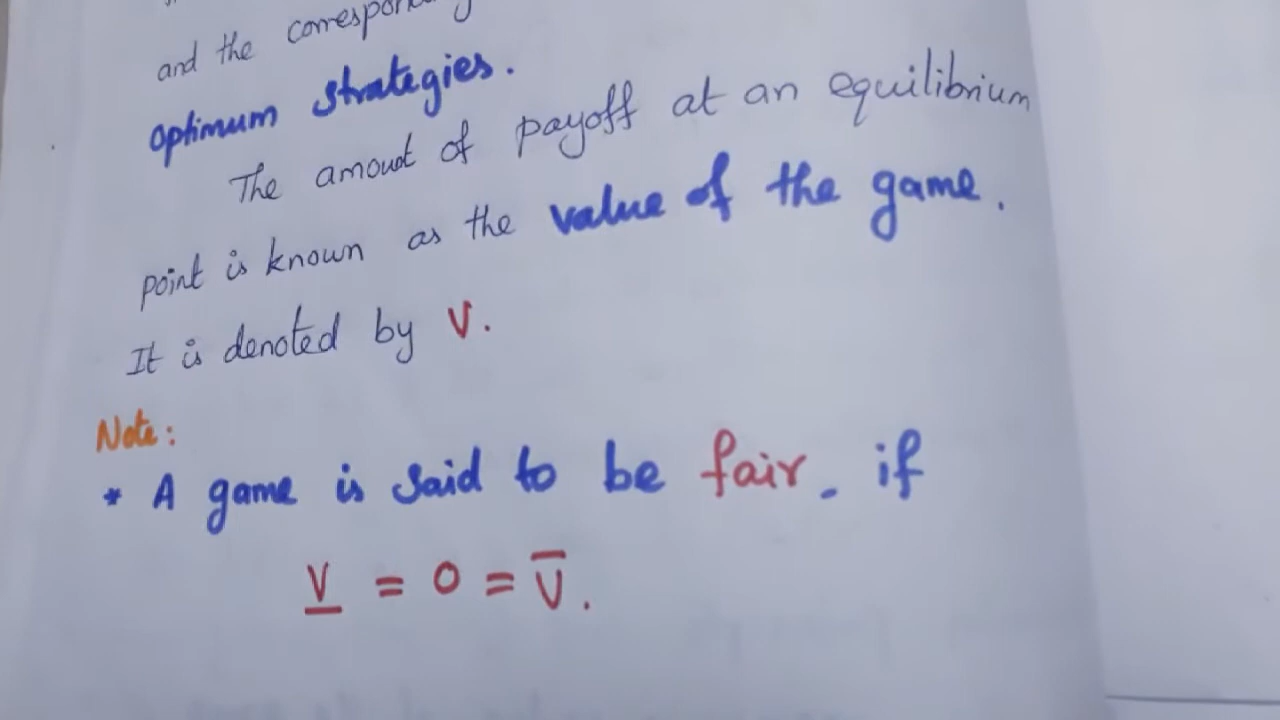 and the
optimum strategies.
The amount of payoff at an equilibrium
point is known as the value of the game.
It is denoted by V.
Note:
* A game is said to be fair. if
V̲ = 0 = V̅.